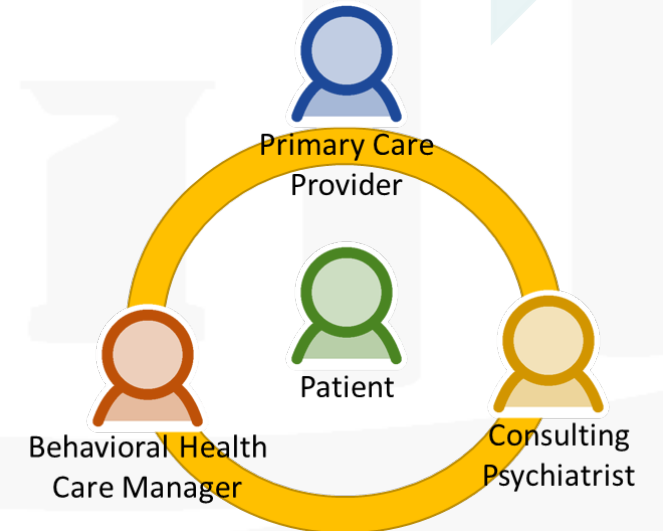 Primary Care
Provider
Patient
Behavioral Health
Care Manager
Consulting
Psychiatrist